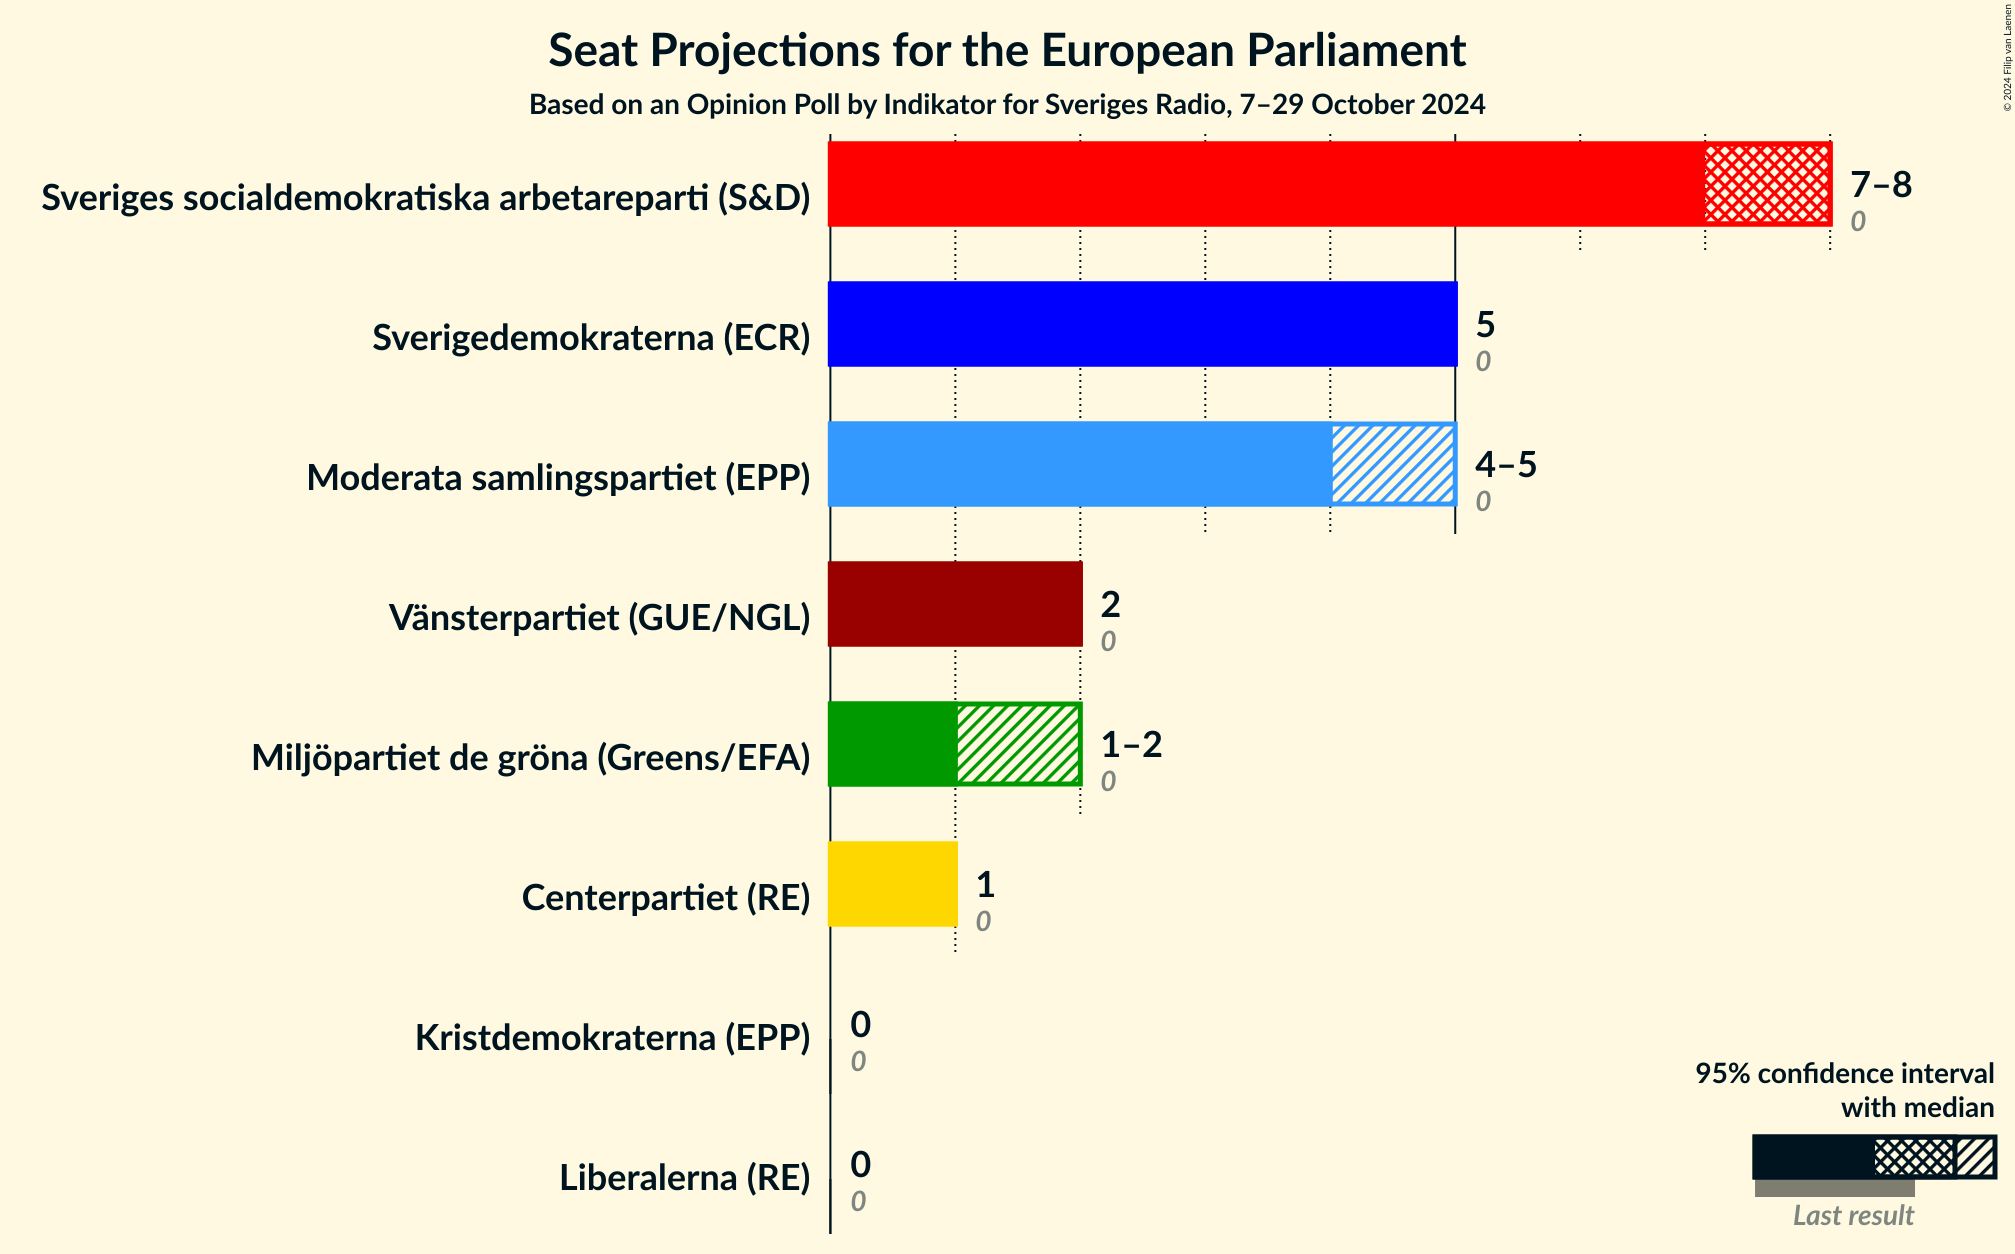 Seat Projections for the European Parliament
Based on an Opinion Poll by Indikator for Sveriges Radio, 7–29 October 2024
© 2024 Filip van Laenen
Sveriges socialdemokratiska arbetareparti (S&D)
7–8
0
Sverigedemokraterna (ECR)
5
0
Moderata samlingspartiet (EPP)
4–5
0
Vänsterpartiet (GUE/NGL)
2
0
Miljöpartiet de gröna (Greens/EFA)
1–2
0
Centerpartiet (RE)
1
0
Kristdemokraterna (EPP)
0
0
Liberalerna (RE)
0
0
95% confidence interval
with median
Last result